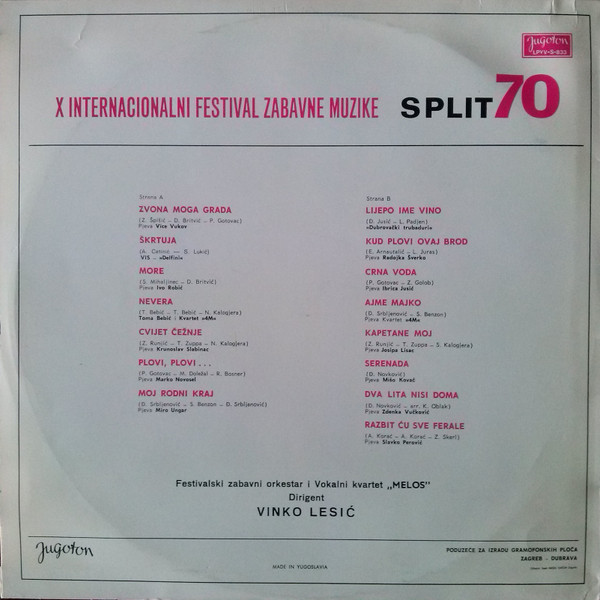 Jugoton
LPYV-S-835
X INTERNACIONALNI FESTIVAL ZABAVNE MUZIKE SPLIT 70
Strana A
ZVONA MOGA GRADA
(Z. Špišić – D. Britvić – P. Gotovac)
Pjeva Vice Vukov
ŠKRTUJA
(A. Cetinić – S. Lukić)
VIS – »Delfini«
MORE
(S. Mihaljinec – D. Britvić)
Pjeva Ivo Robić
NEVERA
(T. Bebić – T. Bebić – N. Kalogjera)
Toma Bebić i Kvartet »4M«
CVIJET ČEŽNJE
(Z. Runjić – T. Zuppa – N. Kalogjera)
Pjeva Krunoslav Slabinac
PLOVI, PLOVI . . .
(P. Gotovac – M. Doležal – R. Bosner)
Pjeva Marko Novosel
MOJ RODNI KRAJ
(D. Srbljenović – S. Benzon – D. Srbljenović)
Pjeva Miro Ungar
Strana B
LIJEPO IME VINO
(Đ. Jusić – L. Paljen)
»Dubrovački trubaduri«
KUD PLOVI OVAJ BROD
(E. Arnautalić – L. Juras)
Pjeva Radojka Šverko
CRNA VODA
(P. Gotovac – Z. Golob)
Pjeva Ibrica Jusić
AJME MAJKO
(D. Srbljenović – S. Benzon)
Pjeva Kvartet »4M«
KAPETANE MOJ
(Z. Runjić – T. Zuppa – S. Kalogjera)
Pjeva Josipa Lisac
SERENADA
(Đ. Novković)
Pjeva Mišo Kovač
DVA LITA NISI DOMA
(Đ. Novković – arr. K. Oblak)
Pjeva Zdenka Vučković
RAZBIT ĆU SVE FERALE
(A. Korać – A. Korać – Z. Skerl)
Pjeva Slavko Perović
Festivalski zabavni orkestar i Vokalni kvartet „MELOS"
Dirigent
VINKO LESIĆ
Jugoton
PODUZEĆE ZA IZRADU GRAMOFONSKIH PLOČA
ZAGREB - DUBRAVA
MADE IN YUGOSLAVIA